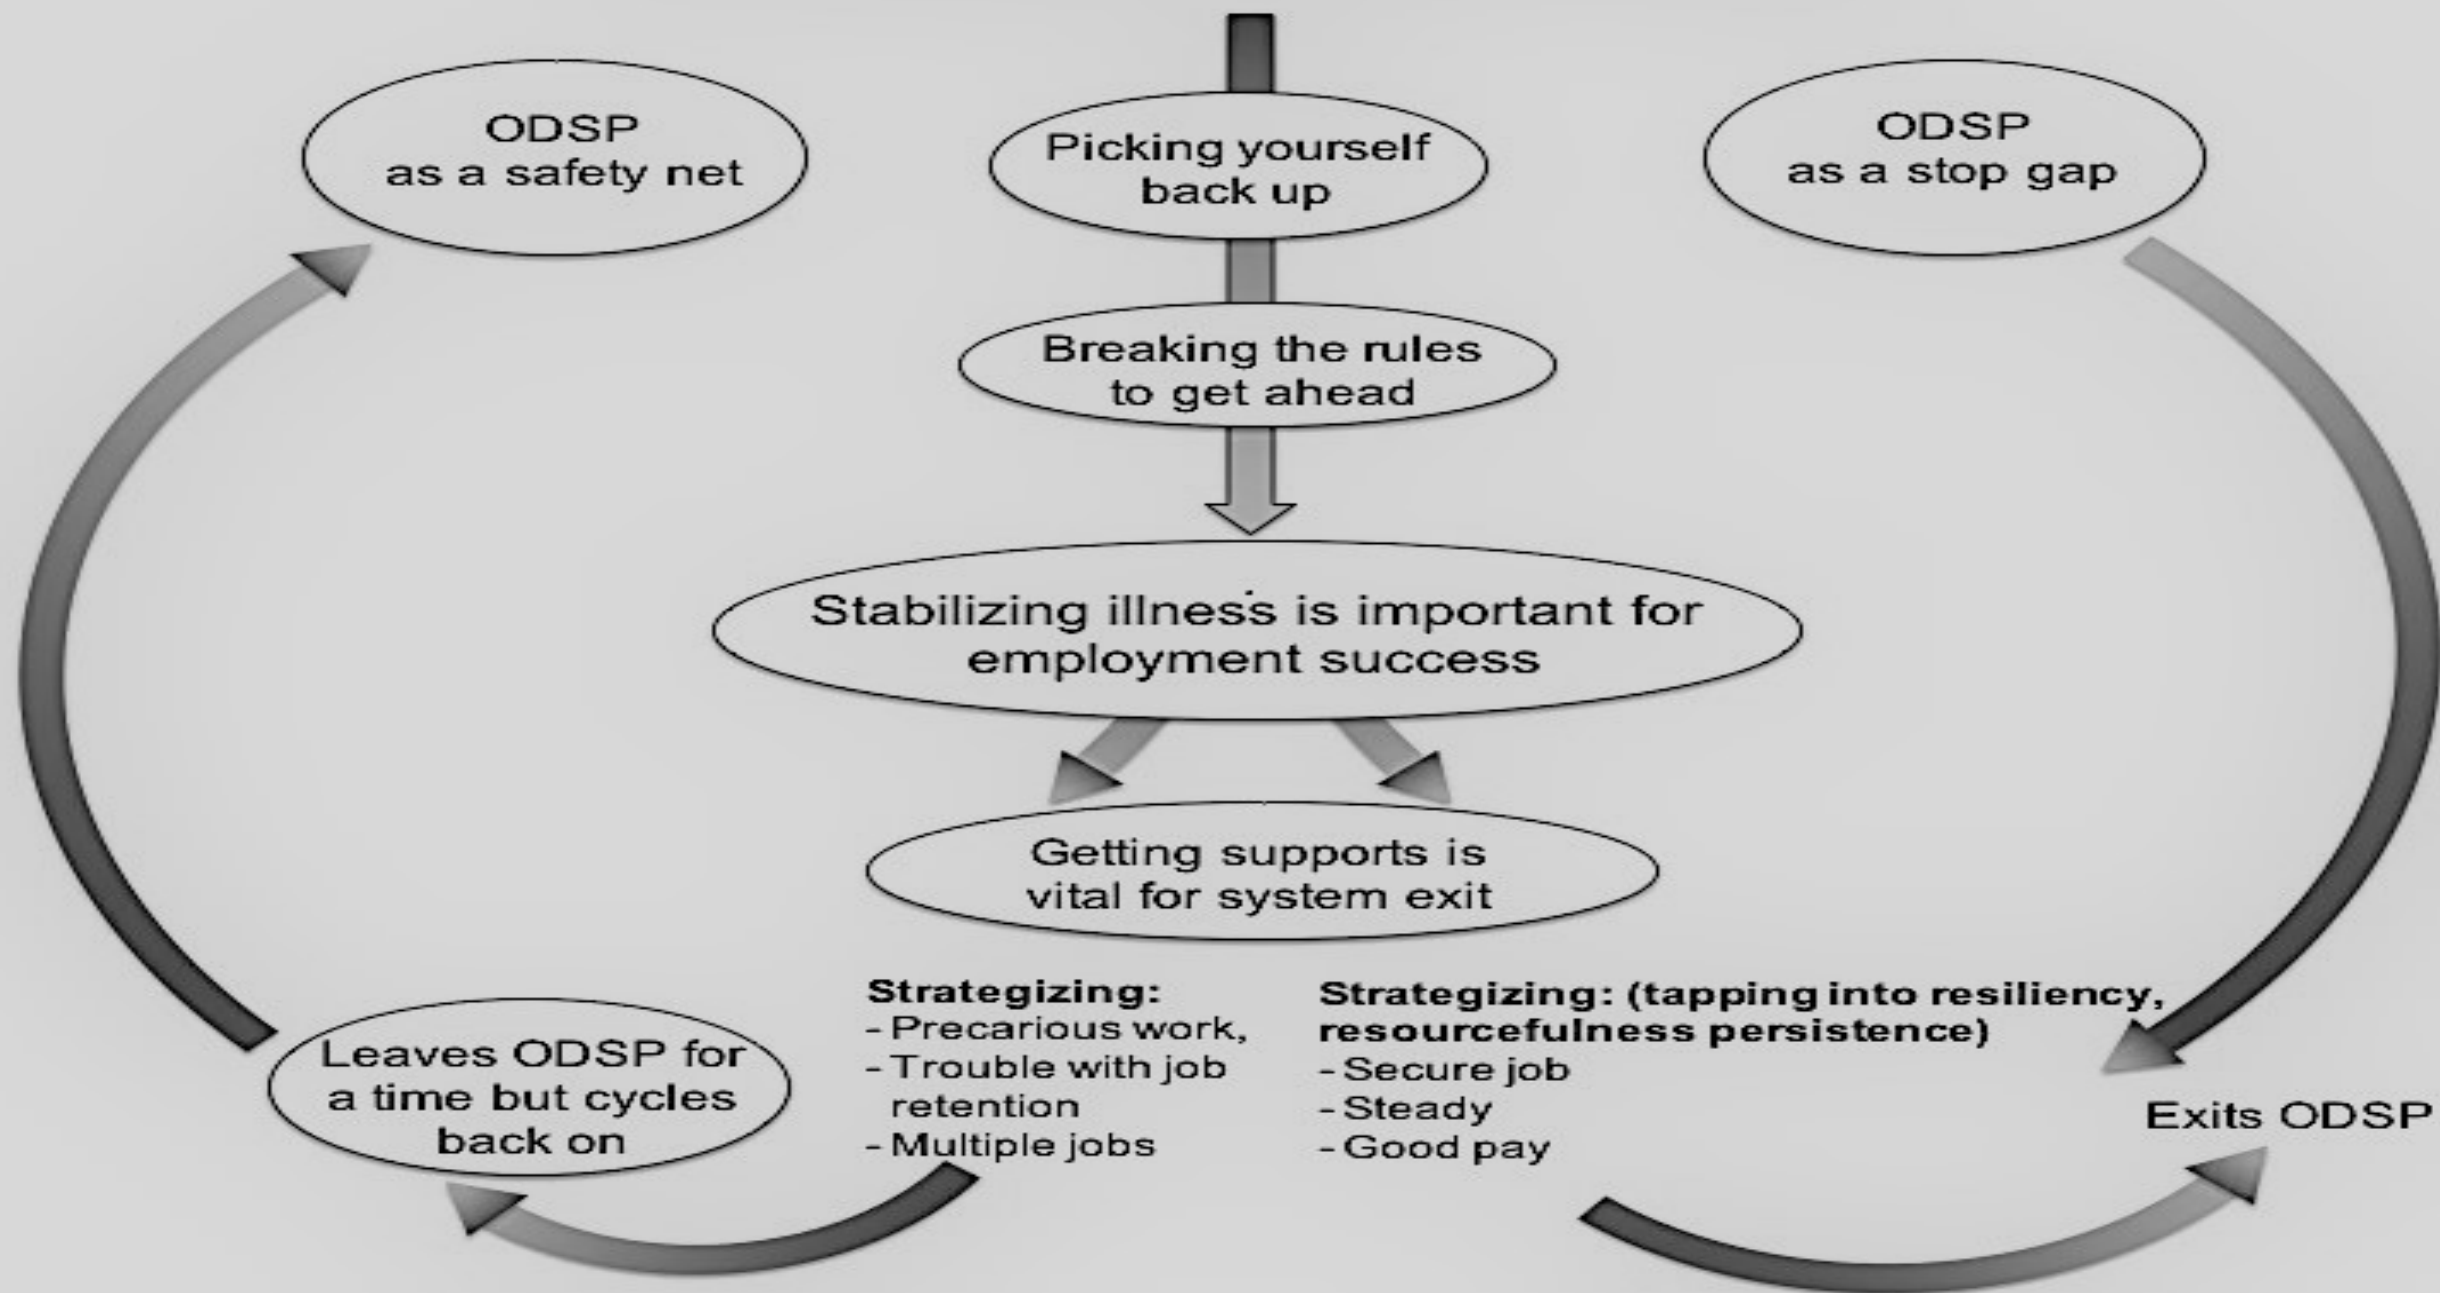 ODSP
as a safety net
Picking yourself
back up
ODSP
as a stop gap
Breaking the rules
to get ahead
Stabilizing illness is important for
employment success
Getting supports is
vital for system exit
Leaves ODSP for
a time but cycles
back on
Strategizing:
- Precarious work,
- Trouble with job
retention
- Multiple jobs
Strategizing: (tapping into resiliency,
resourcefulness persistence)
- Secure job
- Steady
- Good pay
Exits ODSP